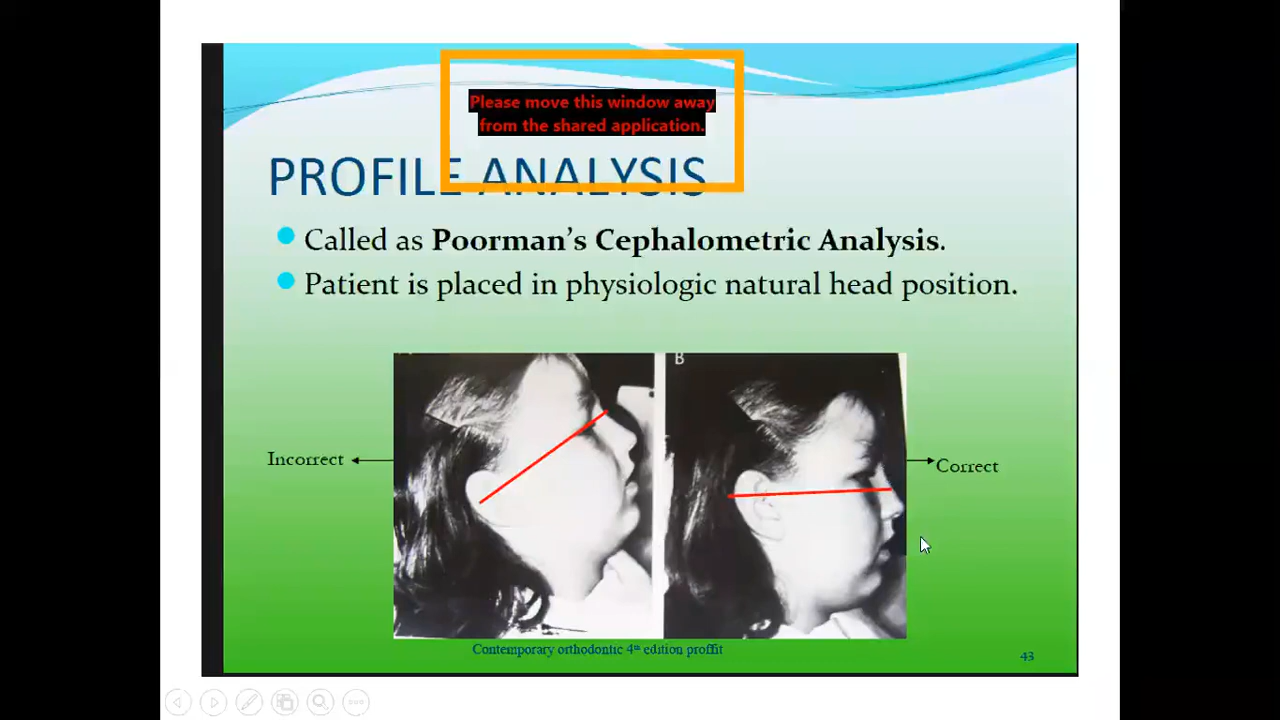 Please move this window away
from the shared application.
PROFILE ANALYSIS
Called as Poorman's Cephalometric Analysis.
Patient is placed in physiologic natural head position.
B
Incorrect
Correct
Contemporary orthodontic 4th edition proffit
43